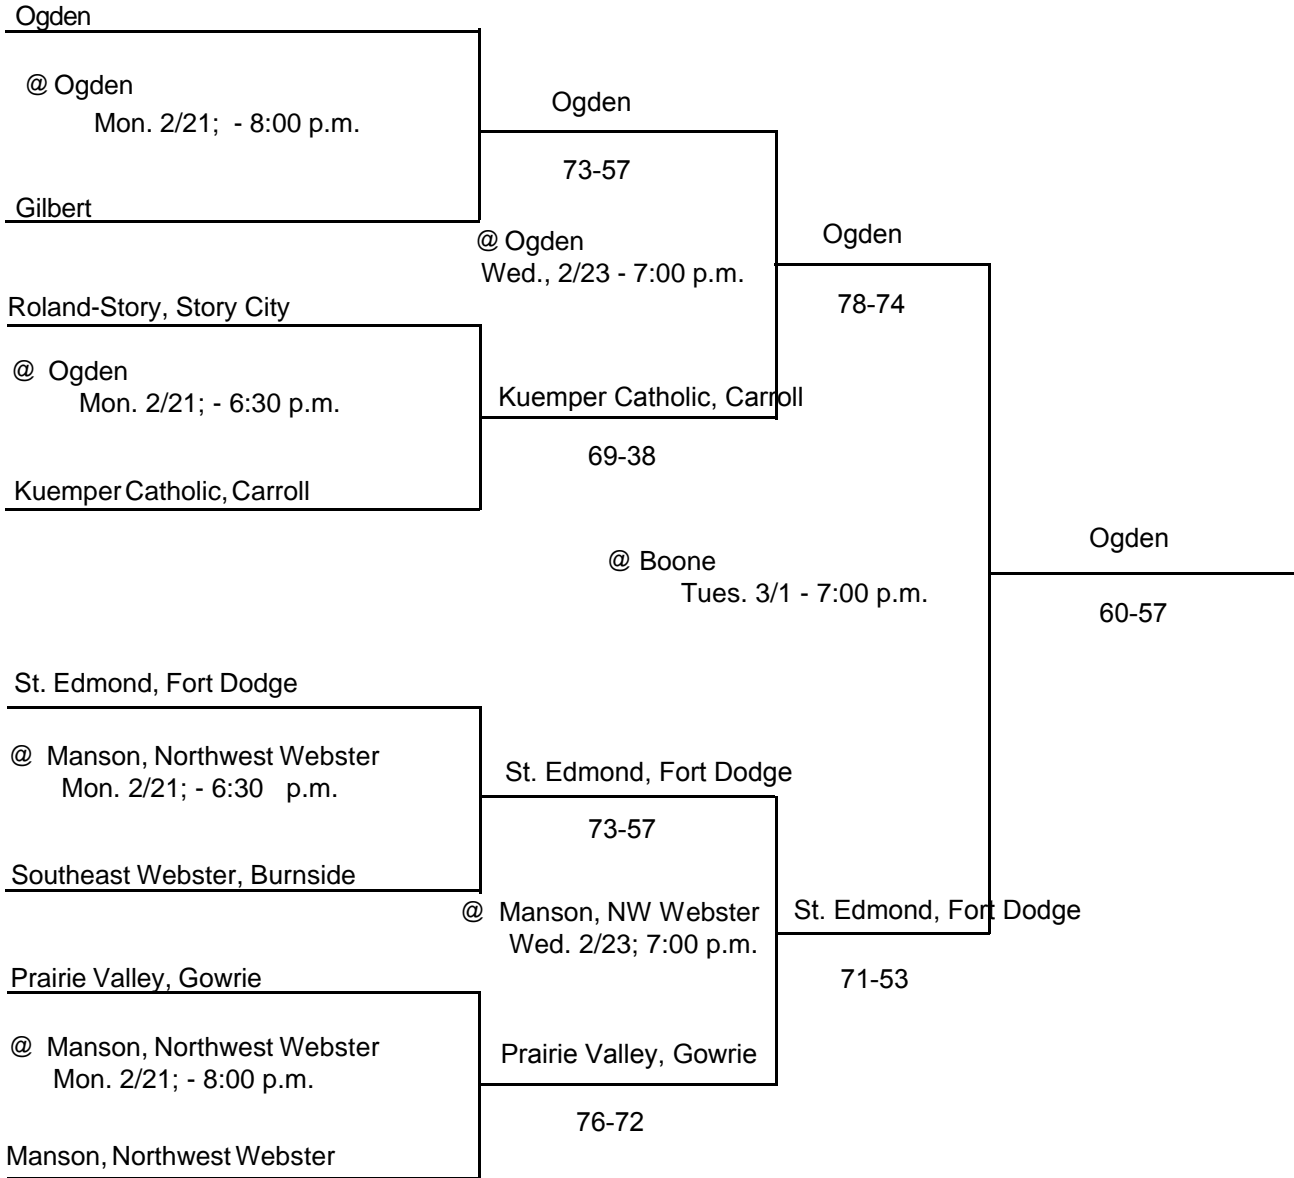 Ogden
@ Ogden
Mon. 2/21;  - 8:00 p.m.
Gilbert
Ogden
73-57
@ Ogden
Wed., 2/23 - 7:00 p.m.
Ogden
78-74
Roland-Story, Story City
@ Ogden
Mon. 2/21; - 6:30 p.m.
Kuemper Catholic, Carroll
Kuemper Catholic, Carroll
69-38
@ Boone
Tues. 3/1 - 7:00 p.m.
Ogden
60-57
St. Edmond, Fort Dodge
@ Manson, Northwest Webster
Mon. 2/21; - 6:30 p.m.
Southeast Webster, Burnside
St. Edmond, Fort Dodge
73-57
@ Manson, NW Webster
Wed. 2/23; 7:00 p.m.
St. Edmond, Fort Dodge
71-53
Prairie Valley, Gowrie
@ Manson, Northwest Webster
Mon. 2/21; - 8:00 p.m.
Manson, Northwest Webster
Prairie Valley, Gowrie
76-72